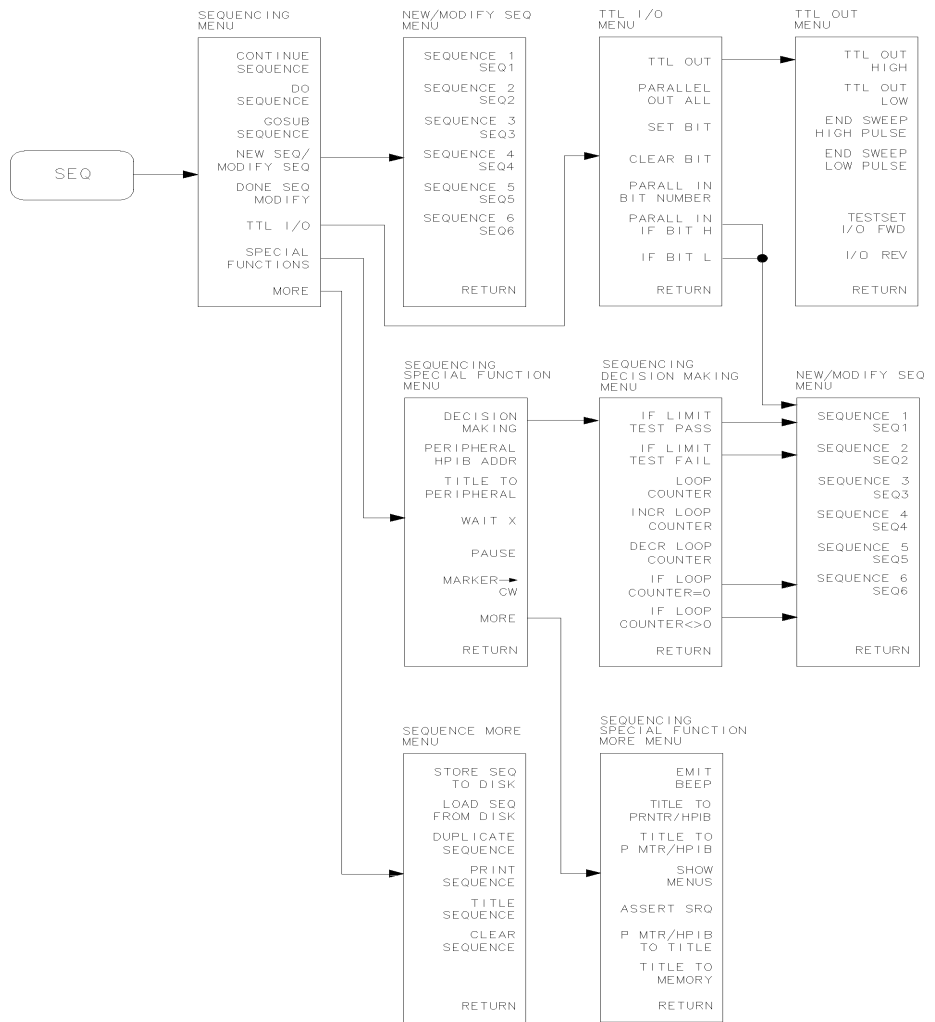 SEQ
SEQUENCING
MENU
CONTINUE
SEQUENCE
DO
SEQUENCE
GOSUB
SEQUENCE
NEW SEQ/
MODIFY SEQ
DONE SEQ
MODIFY
TTL I/O
SPECIAL
FUNCTIONS
MORE
NEW/MODIFY SEQ
MENU
SEQUENCE 1
SEQ1
SEQUENCE 2
SEQ2
SEQUENCE 3
SEQ3
SEQUENCE 4
SEQ4
SEQUENCE 5
SEQ5
SEQUENCE 6
SEQ6
RETURN
TTL I/O
MENU
TTL OUT
PARALLEL
OUT ALL
SET BIT
CLEAR BIT
PARALL IN
BIT NUMBER
PARALL IN
IF BIT H
IF BIT L
RETURN
TTL OUT
MENU
TTL OUT
HIGH
TTL OUT
LOW
END SWEEP
HIGH PULSE
END SWEEP
LOW PULSE
TESTSET
I/O FWD
I/O REV
RETURN
SEQUENCING
SPECIAL FUNCTION
MENU
DECISION
MAKING
PERIPHERAL
HPIB ADDR
TITLE TO
PERIPHERAL
WAIT X
PAUSE
MARKER→
CW
MORE
RETURN
SEQUENCING
DECISION MAKING
MENU
IF LIMIT
TEST PASS
IF LIMIT
TEST FAIL
LOOP
COUNTER
INCR LOOP
COUNTER
DECR LOOP
COUNTER
IF LOOP
COUNTER=0
IF LOOP
COUNTER<>0
RETURN
NEW/MODIFY SEQ
MENU
SEQUENCE 1
SEQ1
SEQUENCE 2
SEQ2
SEQUENCE 3
SEQ3
SEQUENCE 4
SEQ4
SEQUENCE 5
SEQ5
SEQUENCE 6
SEQ6
RETURN
SEQUENCE MORE
MENU
STORE SEQ
TO DISK
LOAD SEQ
FROM DISK
DUPLICATE
SEQUENCE
PRINT
SEQUENCE
TITLE
SEQUENCE
CLEAR
SEQUENCE
RETURN
SEQUENCING
SPECIAL FUNCTION
MORE MENU
EMIT
BEEP
TITLE TO
PRNTR/HPIB
TITLE TO
P MTR/HPIB
SHOW
MENUS
ASSERT SRQ
P MTR/HPIB
TO TITLE
TITLE TO
MEMORY
RETURN